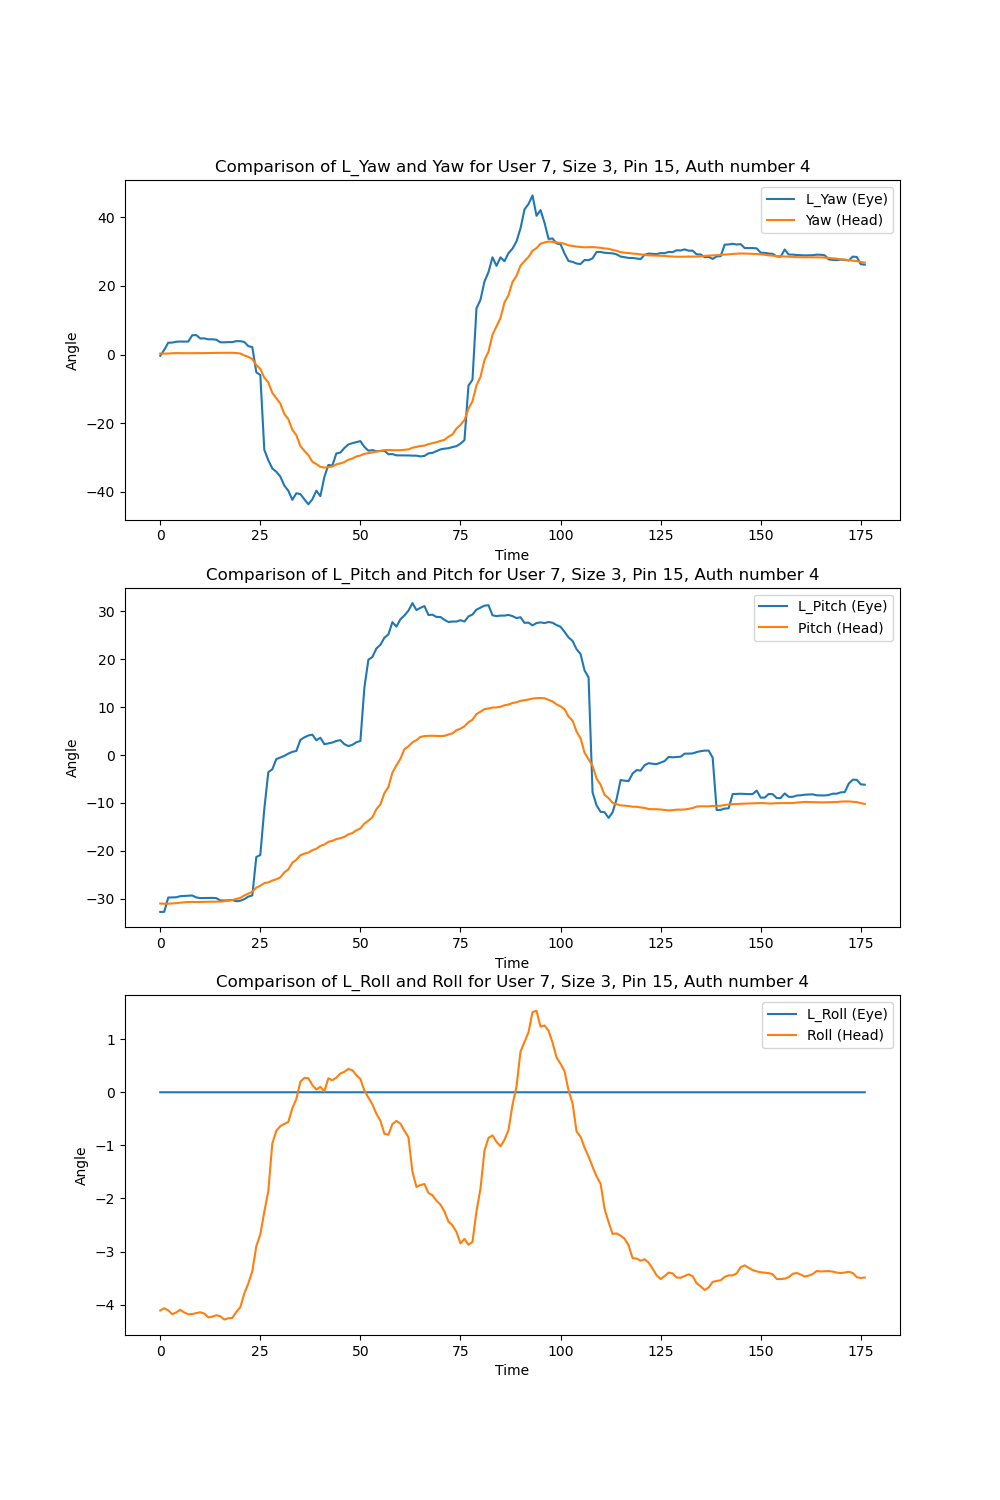 Comparison of L_Yaw and Yaw for User 7, Size 3, Pin 15, Auth number 4
L_Yaw (Eye)
Yaw (Head)
40
20
0
−20
−40
Angle
0 25 50 75 100 125 150 175
Time
Comparison of L_Pitch and Pitch for User 7, Size 3, Pin 15, Auth number 4
L_Pitch (Eye)
Pitch (Head)
30
20
10
0
−10
−20
−30
Angle
0 25 50 75 100 125 150 175
Time
Comparison of L_Roll and Roll for User 7, Size 3, Pin 15, Auth number 4
L_Roll (Eye)
Roll (Head)
1
0
−1
−2
−3
−4
Angle
0 25 50 75 100 125 150 175
Time